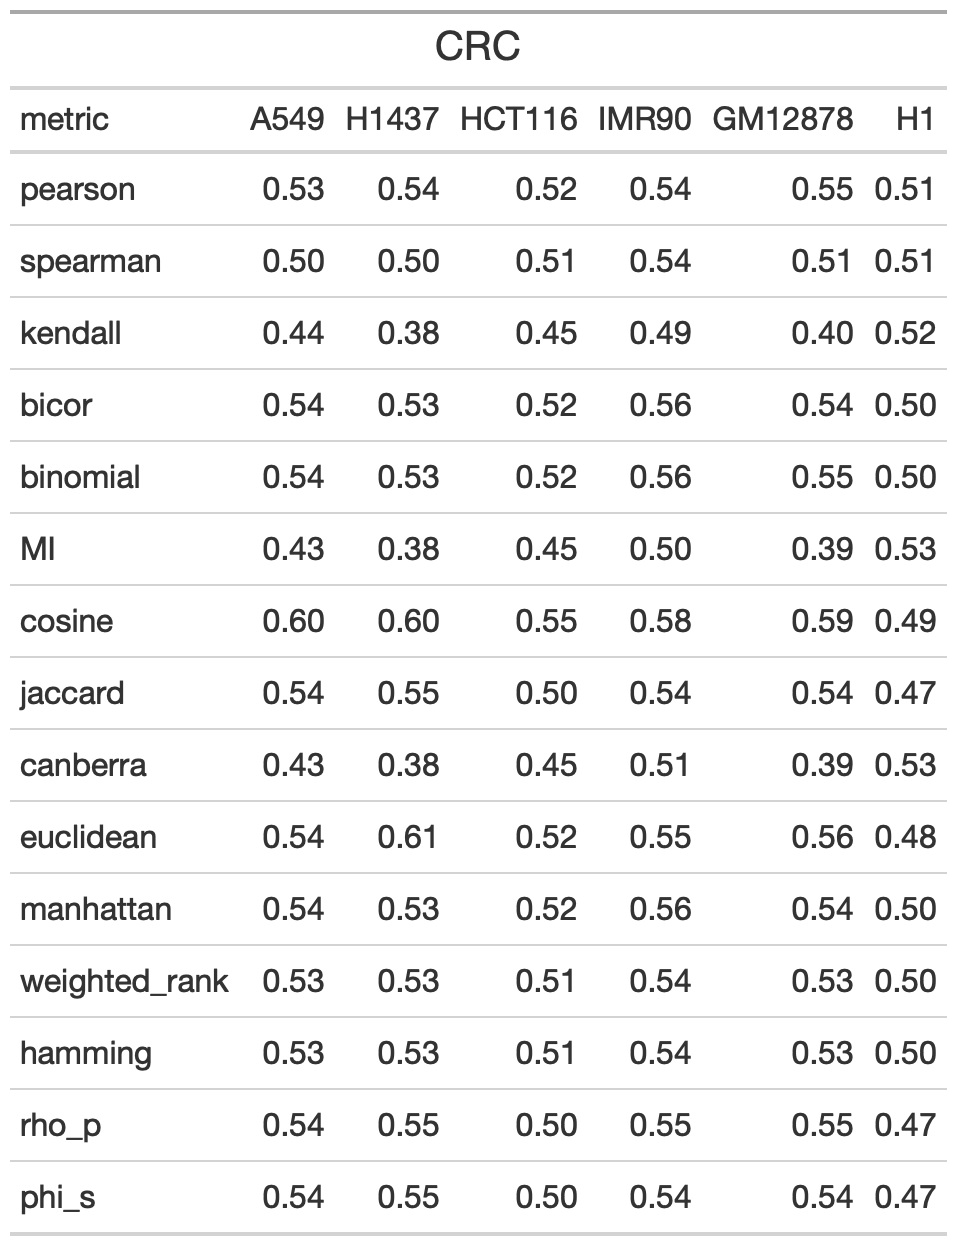 CRC
metric A549 H1437 HCT116 IMR90 GM12878 H1
pearson 0.53 0.54 0.52 0.54 0.55 0.51
spearman 0.50 0.50 0.51 0.54 0.51 0.51
kendall 0.44 0.38 0.45 0.49 0.40 0.52
bicor 0.54 0.53 0.52 0.56 0.54 0.50
binomial 0.54 0.53 0.52 0.56 0.55 0.50
MI 0.43 0.38 0.45 0.50 0.39 0.53
cosine 0.60 0.60 0.55 0.58 0.59 0.49
jaccard 0.54 0.55 0.50 0.54 0.54 0.47
canberra 0.43 0.38 0.45 0.51 0.39 0.53
euclidean 0.54 0.61 0.52 0.55 0.56 0.48
manhattan 0.54 0.53 0.52 0.56 0.54 0.50
weighted_rank 0.53 0.53 0.51 0.54 0.53 0.50
hamming 0.53 0.53 0.51 0.54 0.53 0.50
rho_p 0.54 0.55 0.50 0.55 0.55 0.47
phi_s 0.54 0.55 0.50 0.54 0.54 0.47